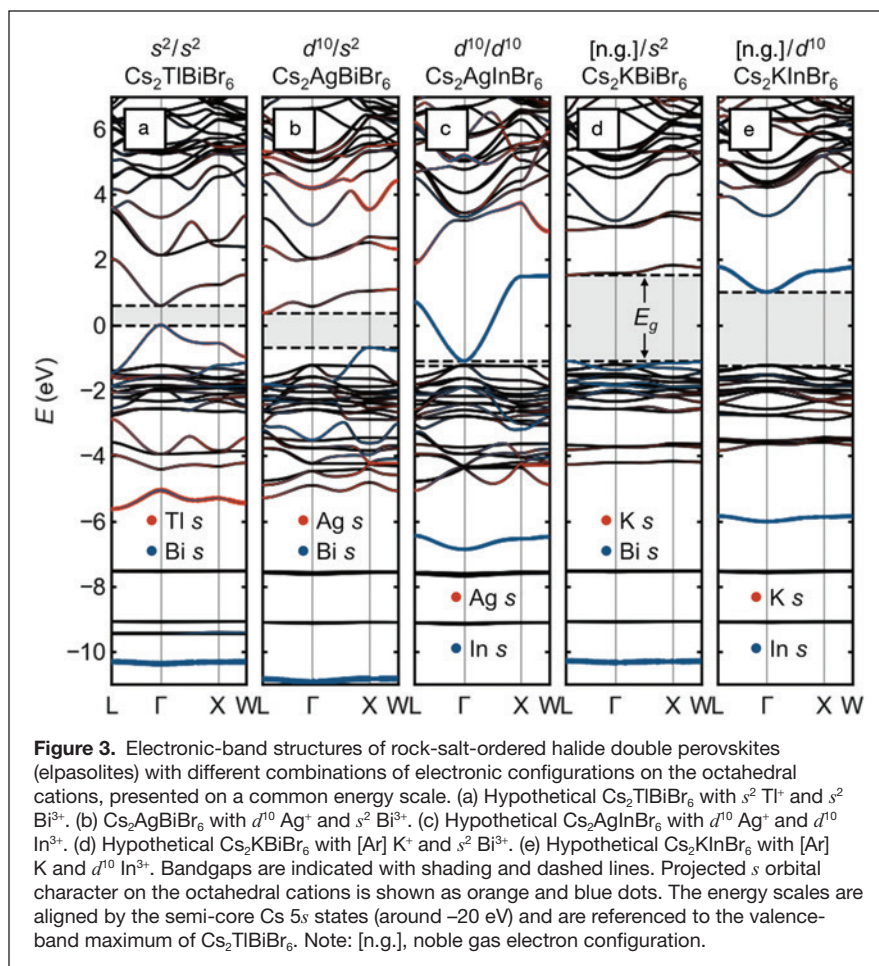 s²/s²
Cs₂TlBiBr₆
d¹⁰/s²
Cs₂AgBiBr₆
d¹⁰/d¹⁰
Cs₂AgInBr₆
[n.g.]/s²
Cs₂KBiBr₆
[n.g.]/d¹⁰
Cs₂KInBr₆
a
b
c
d
e
E (eV)
6
4
2
0
−2
−4
−6
−8
−10
E_g
Tl s
Bi s
Ag s
Bi s
Ag s
In s
K s
Bi s
K s
In s
L Γ X W
L Γ X W
L Γ X W
L Γ X W
L Γ X W
Figure 3. Electronic-band structures of rock-salt-ordered halide double perovskites
(elpasolites) with different combinations of electronic configurations on the octahedral
cations, presented on a common energy scale. (a) Hypothetical Cs₂TlBiBr₆ with s² Tl⁺ and s²
Bi³⁺. (b) Cs₂AgBiBr₆ with d¹⁰ Ag⁺ and s² Bi³⁺. (c) Hypothetical Cs₂AgInBr₆ with d¹⁰ Ag⁺ and d¹⁰
In³⁺. (d) Hypothetical Cs₂KBiBr₆ with [Ar] K⁺ and s² Bi³⁺. (e) Hypothetical Cs₂KInBr₆ with [Ar]
K and d¹⁰ In³⁺. Bandgaps are indicated with shading and dashed lines. Projected s orbital
character on the octahedral cations is shown as orange and blue dots. The energy scales are
aligned by the semi-core Cs 5s states (around –20 eV) and are referenced to the valence-
band maximum of Cs₂TlBiBr₆. Note: [n.g.], noble gas electron configuration.